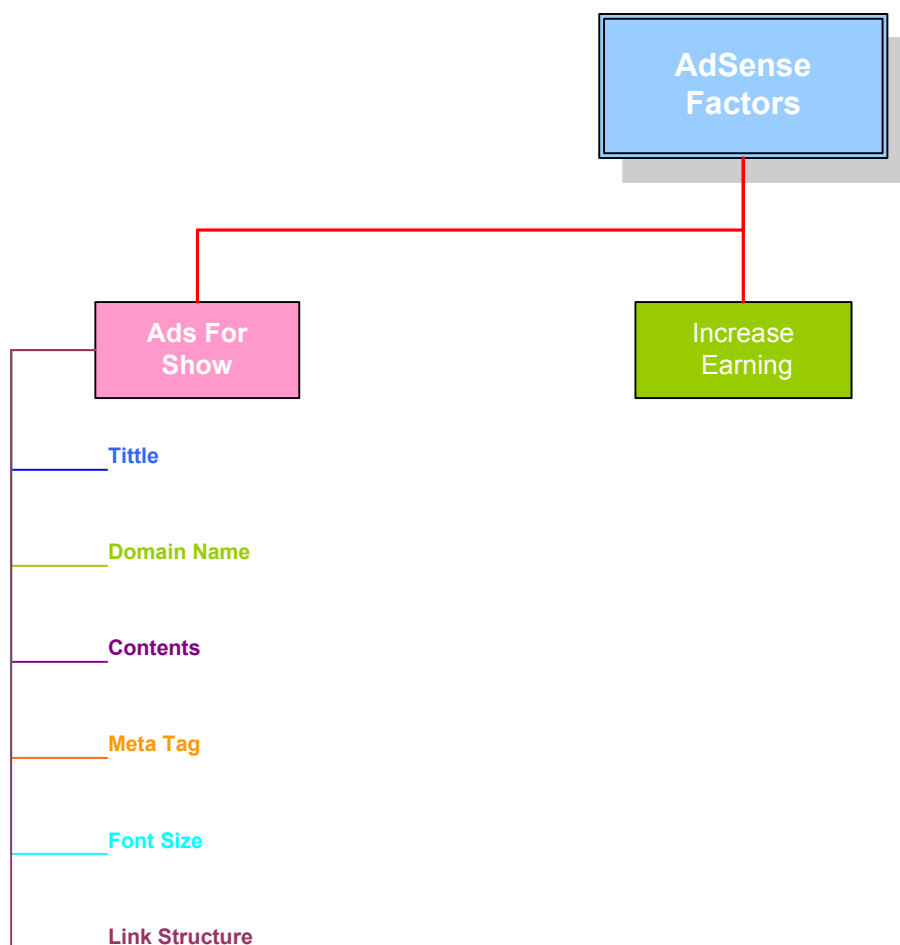 AdSense
Factors
Ads For
Show
Increase
Earning
Tittle
Domain Name
Contents
Meta Tag
Font Size
Link Structure